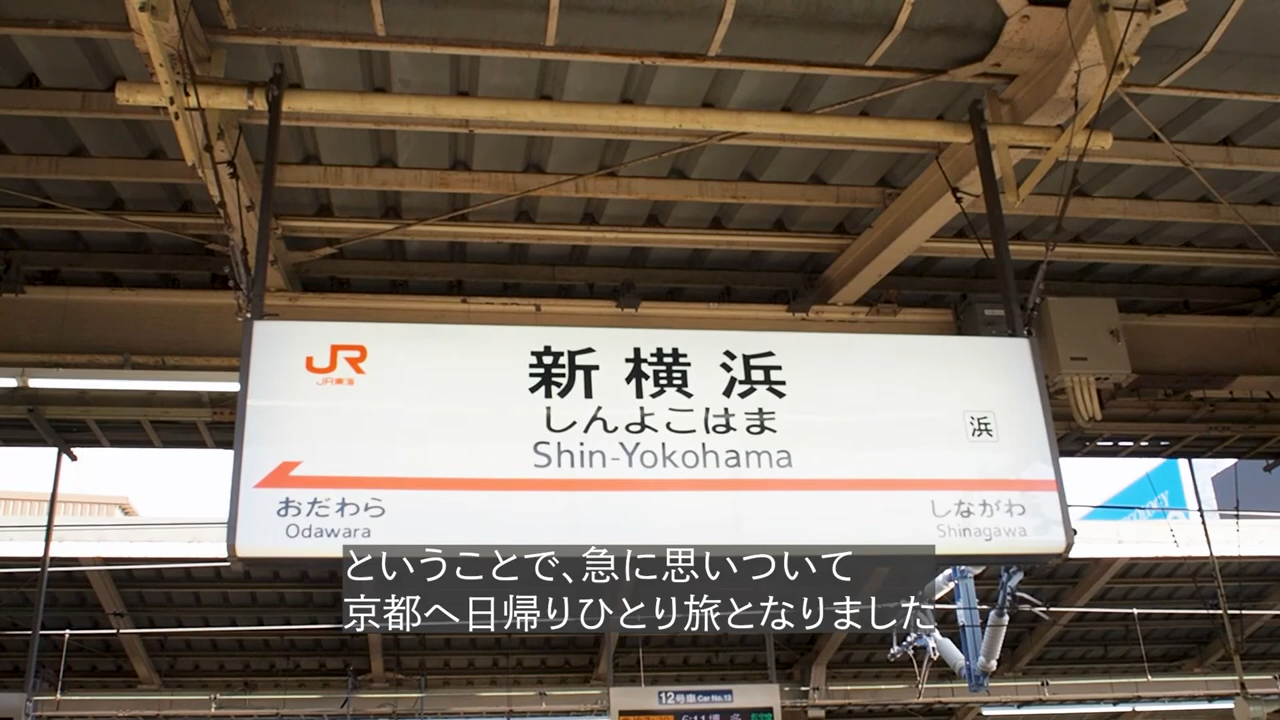 JR
JR東海
新横浜
しんよこはま
Shin-Yokohama
浜
おだわら
Odawara
しながわ
Shinagawa
ということで、急に思いついて
京都へ日帰りひとり旅となりました
12号車 Car No.12